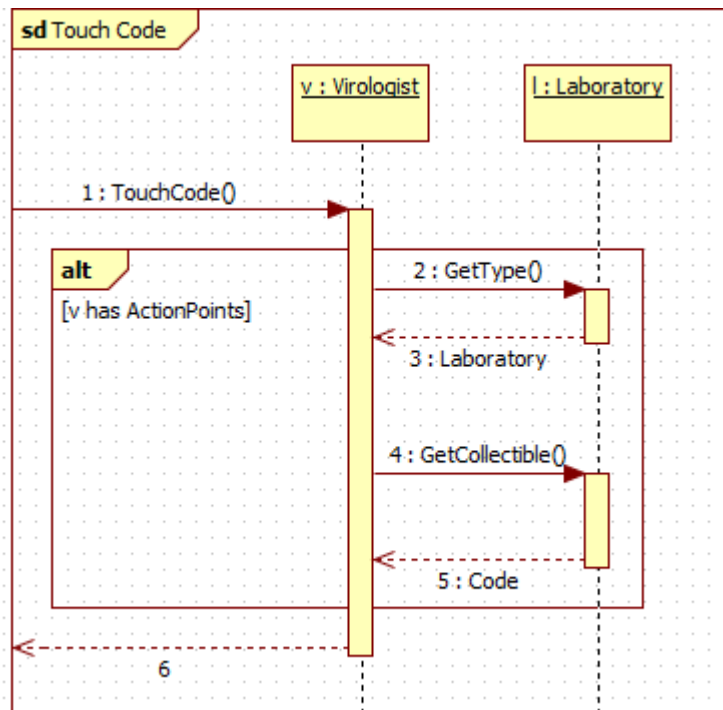 sd Touch Code
v : Virologist
l : Laboratory
1 : TouchCode()
alt
2 : GetType()
[v has ActionPoints]
3 : Laboratory
4 : GetCollectible()
5 : Code
6